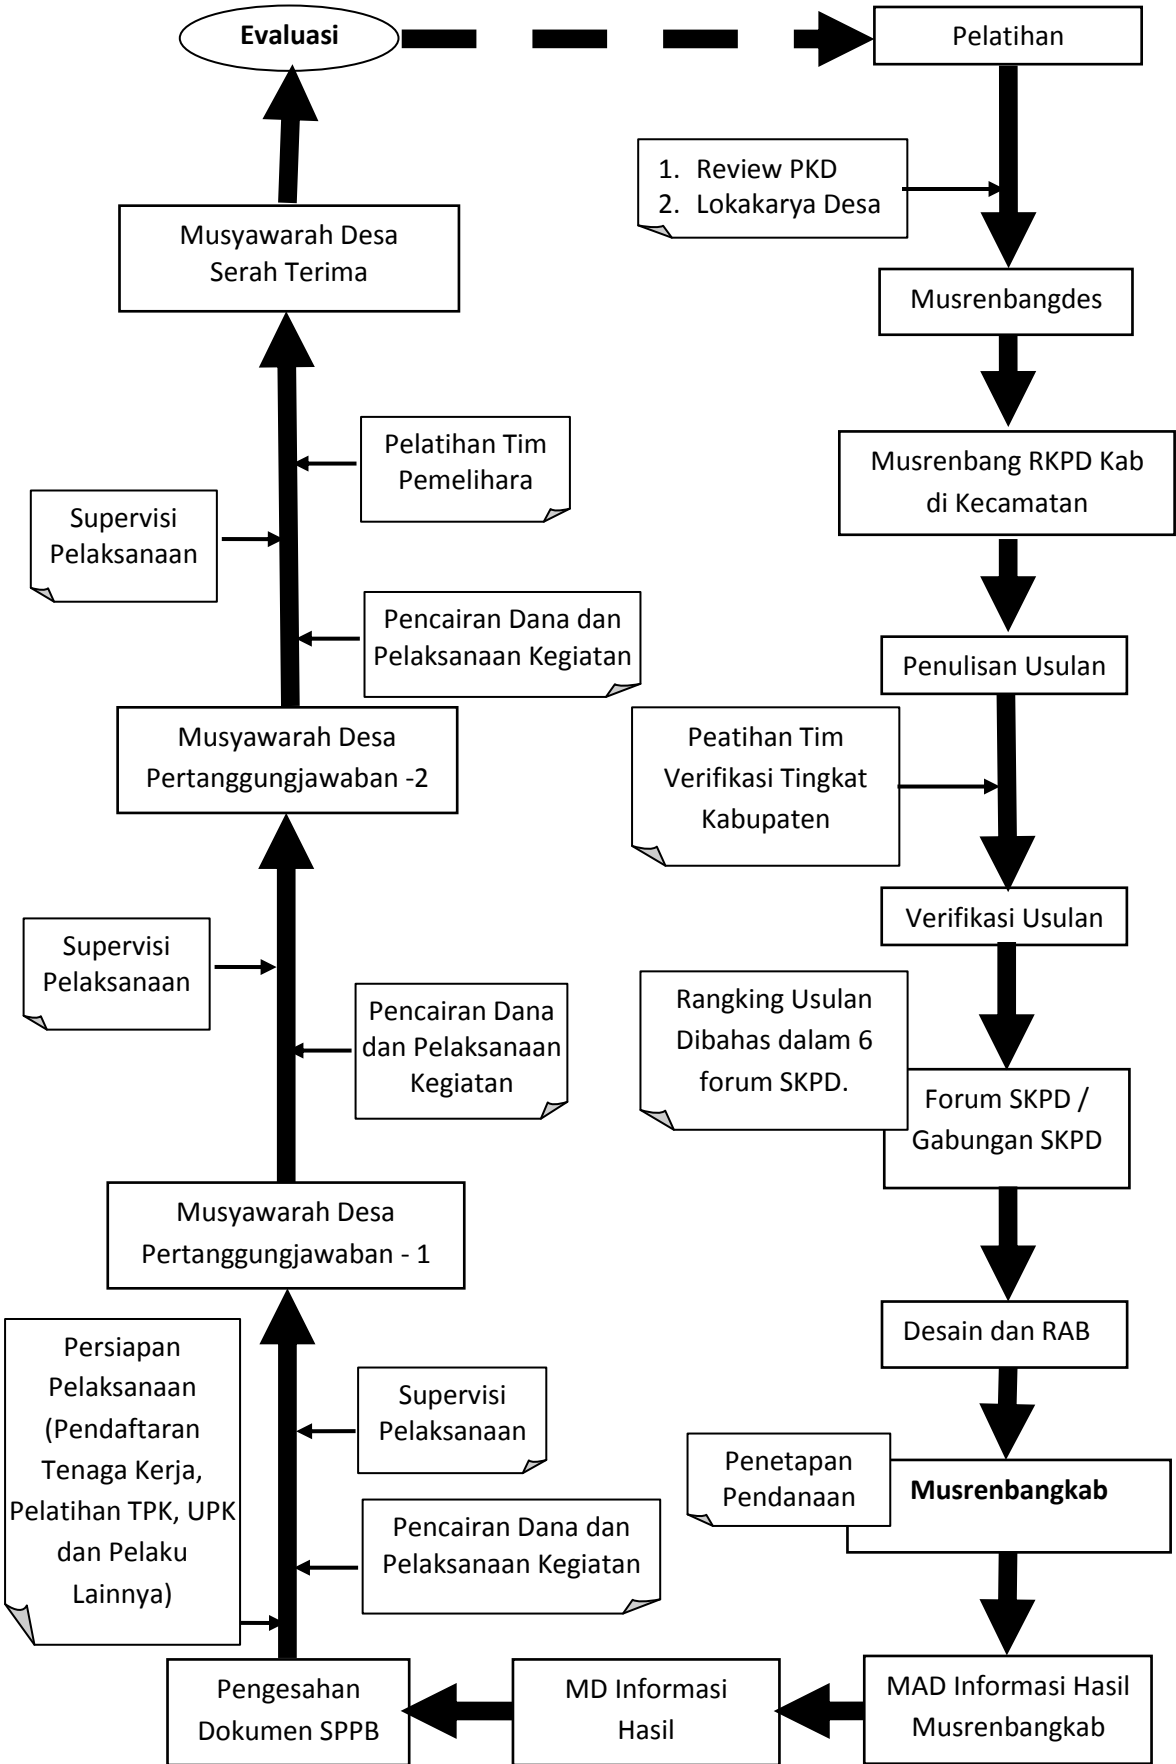 Evaluasi
Pelatihan
1. Review PKD
2. Lokakarya Desa
Musyawarah Desa
Serah Terima
Musrenbangdes
Pelatihan Tim
Pemelihara
Musrenbang RKPD Kab
di Kecamatan
Supervisi
Pelaksanaan
Pencairan Dana dan
Pelaksanaan Kegiatan
Penulisan Usulan
Musyawarah Desa
Pertanggungjawaban -2
Peatihan Tim
Verifikasi Tingkat
Kabupaten
Verifikasi Usulan
Supervisi
Pelaksanaan
Pencairan Dana
dan Pelaksanaan
Kegiatan
Rangking Usulan
Dibahas dalam 6
forum SKPD.
Forum SKPD /
Gabungan SKPD
Musyawarah Desa
Pertanggungjawaban - 1
Desain dan RAB
Persiapan
Pelaksanaan
(Pendaftaran
Tenaga Kerja,
Pelatihan TPK, UPK
dan Pelaku
Lainnya)
Supervisi
Pelaksanaan
Penetapan
Pendanaan
Musrenbangkab
Pencairan Dana dan
Pelaksanaan Kegiatan
Pengesahan
Dokumen SPPB
MD Informasi
Hasil
MAD Informasi Hasil
Musrenbangkab